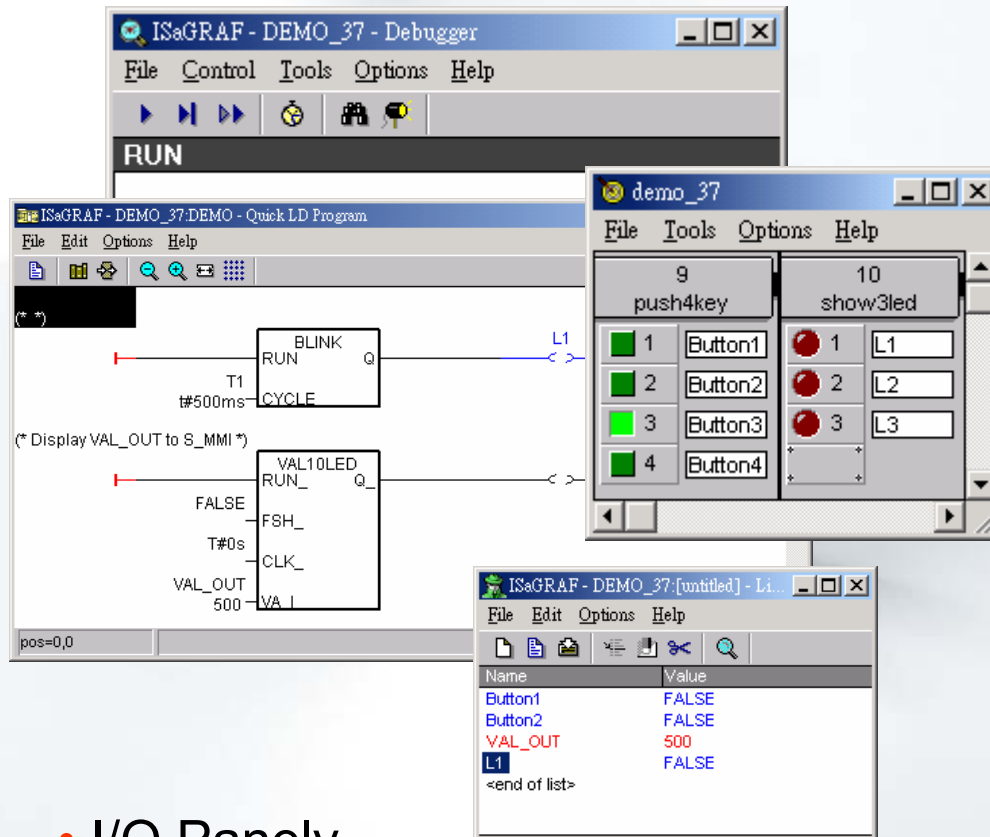 ISaGRAF - DEMO_37 - Debugger
File Control Tools Options Help
RUN
ISaGRAF - DEMO_37:DEMO - Quick LD Program
File Edit Options Help
(* *)
BLINK
RUN Q
L1
T1
t#500ms
CYCLE
(* Display VAL_OUT to S_MMI *)
VAL10LED
RUN_ Q_
FALSE
FSH_
T#0s
CLK_
VAL_OUT
500
VA_I
pos=0,0
demo_37
File Tools Options Help
9
push4key
1 Button1
2 Button2
3 Button3
4 Button4
10
show3led
1 L1
2 L2
3 L3
ISaGRAF - DEMO_37:[untitled] - Li...
File Edit Options Help
Name Value
Button1 FALSE
Button2 FALSE
VAL_OUT 500
L1 FALSE
<end of list>
• I/O Panely